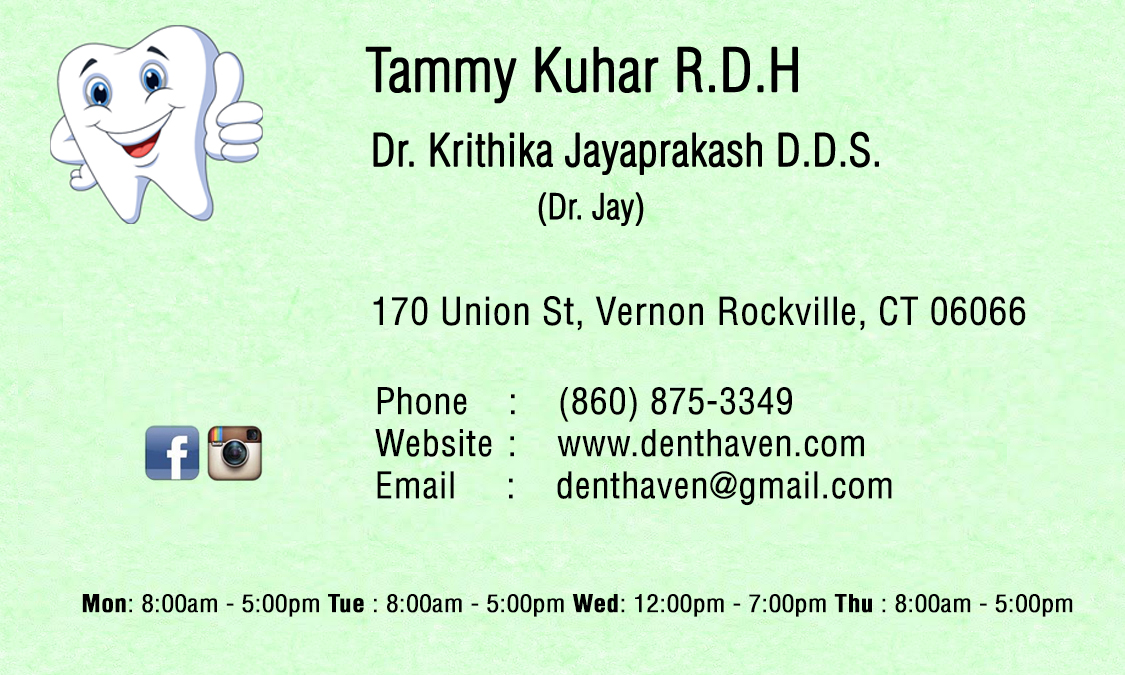 Tammy Kuhar R.D.H
Dr. Krithika Jayaprakash D.D.S.
(Dr. Jay)
170 Union St, Vernon Rockville, CT 06066
Phone : (860) 875-3349
Website : www.denthaven.com
Email : denthaven@gmail.com
Mon: 8:00am - 5:00pm Tue : 8:00am - 5:00pm Wed: 12:00pm - 7:00pm Thu : 8:00am - 5:00pm